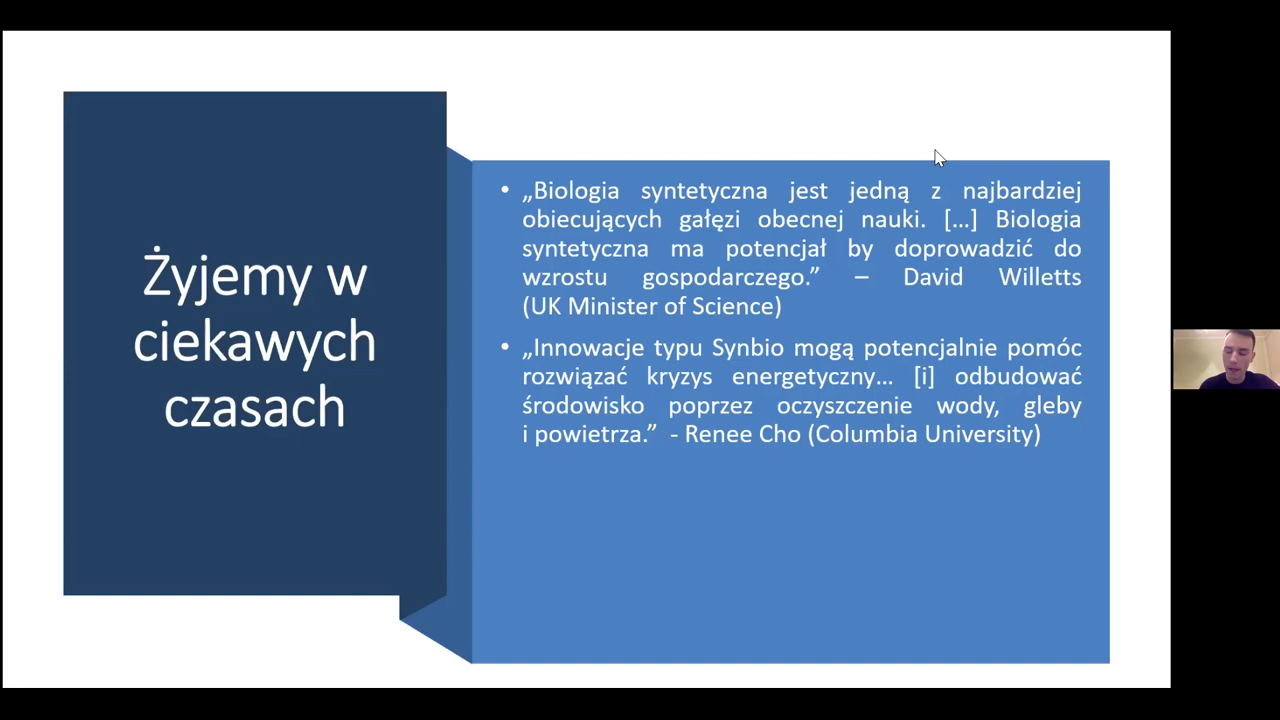 Żyjemy w
ciekawych
czasach
• „Biologia syntetyczna jest jedną z najbardziej
obiecujących gałęzi obecnej nauki. […] Biologia
syntetyczna ma potencjał by doprowadzić do
wzrostu gospodarczego.” – David Willetts
(UK Minister of Science)
• „Innowacje typu Synbio mogą potencjalnie pomóc
rozwiązać kryzys energetyczny… [i] odbudować
środowisko poprzez oczyszczenie wody, gleby
i powietrza.” - Renee Cho (Columbia University)